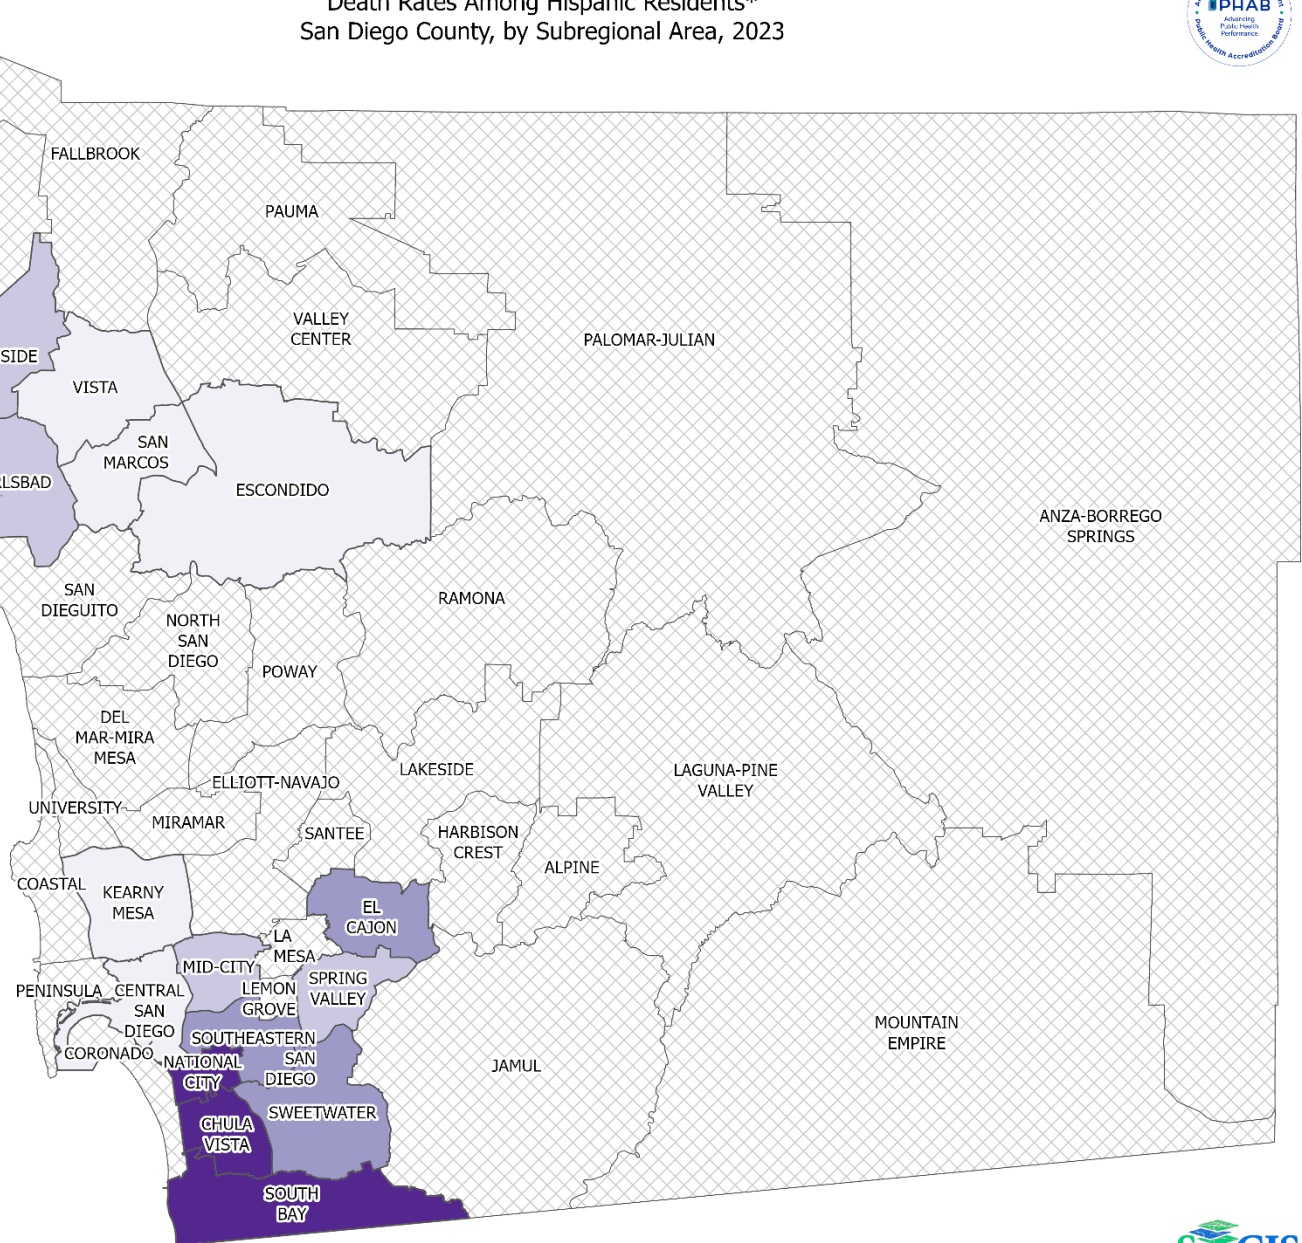 Death Rates Among Hispanic Residents*
San Diego County, by Subregional Area, 2023
PHAB
Advancing
Public Health
Performance
Public Health Accreditation Board
FALLBROOK
PAUMA
VALLEY
CENTER
PALOMAR-JULIAN
SIDE
VISTA
SAN
MARCOS
RLSBAD
ESCONDIDO
ANZA-BORREGO
SPRINGS
SAN
DIEGUITO
RAMONA
NORTH
SAN
DIEGO
POWAY
DEL
MAR-MIRA
MESA
LAKESIDE
LAGUNA-PINE
VALLEY
ELLIOTT-NAVAJO
UNIVERSITY
MIRAMAR
SANTEE
HARBISON
CREST
ALPINE
COASTAL
KEARNY
MESA
EL
CAJON
LA
MESA
MID-CITY
SPRING
VALLEY
LEMON
GROVE
PENINSULA
CENTRAL
SAN
DIEGO
SOUTHEASTERN
SAN
DIEGO
CORONADO
NATIONAL
CITY
MOUNTAIN
EMPIRE
JAMUL
SWEETWATER
CHULA
VISTA
SOUTH
BAY